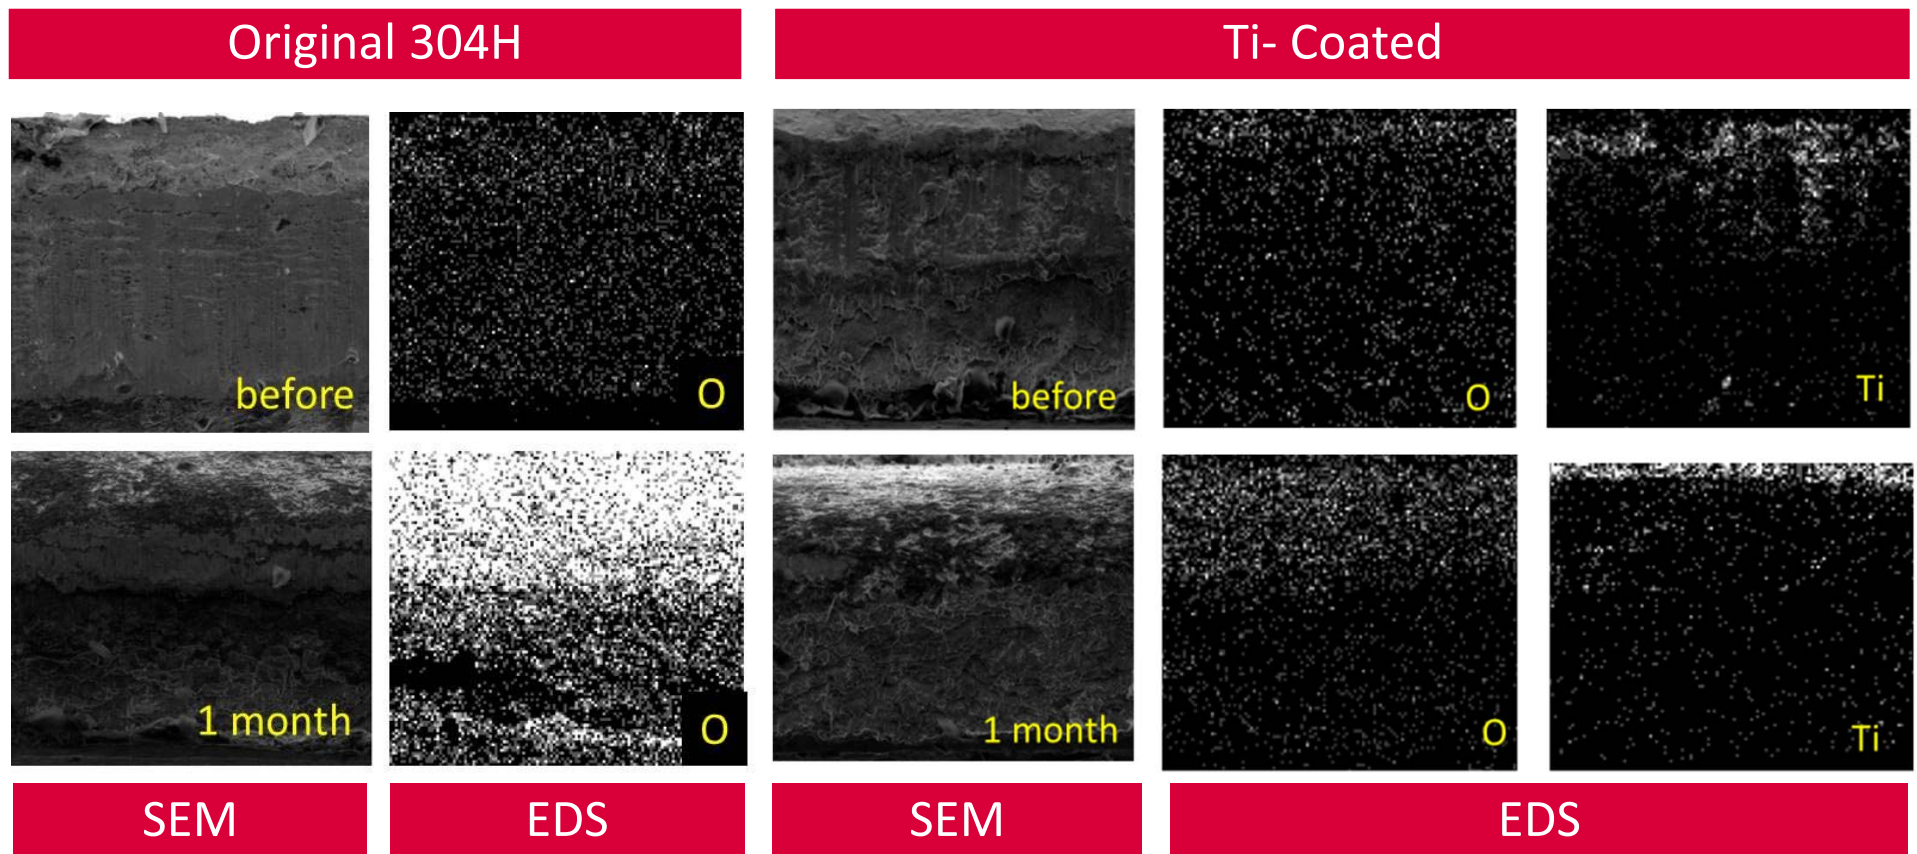 Original 304H
Ti- Coated
before
O
before
O
Ti
1 month
O
1 month
O
Ti
SEM
EDS
SEM
EDS